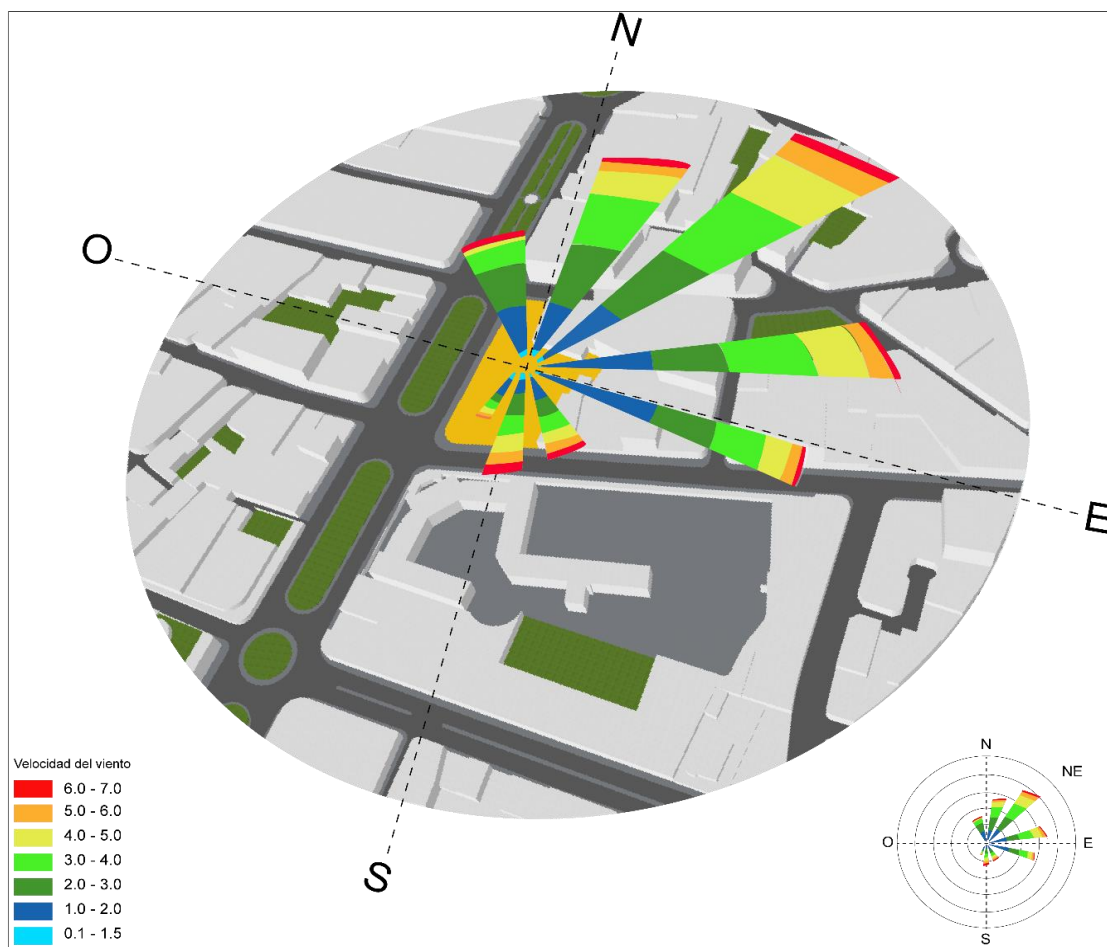 N
O
E
S
Velocidad del viento
6.0 - 7.0
5.0 - 6.0
4.0 - 5.0
3.0 - 4.0
2.0 - 3.0
1.0 - 2.0
0.1 - 1.5
N
NE
O
E
S